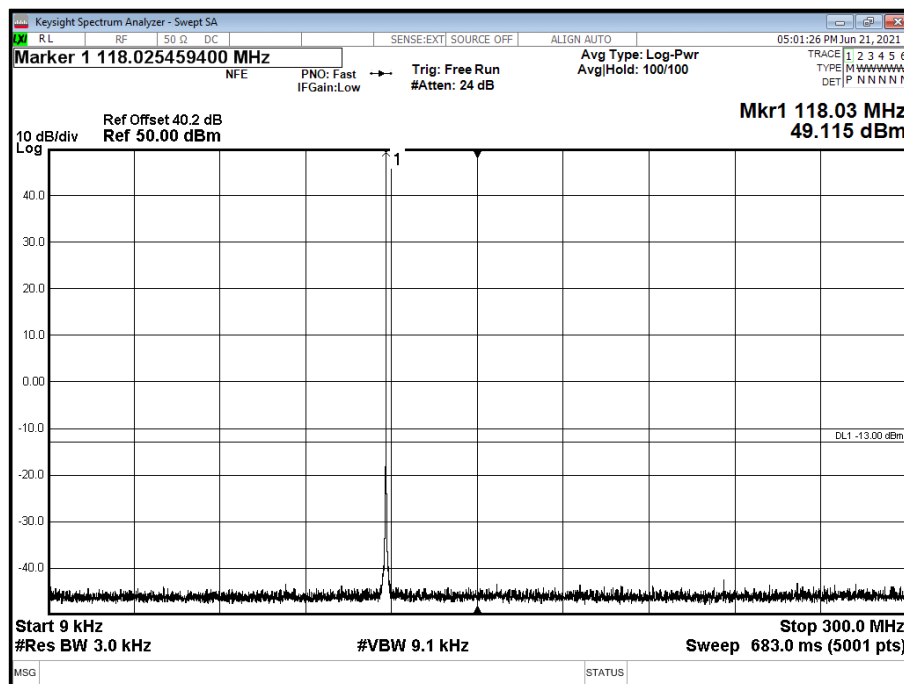 Keysight Spectrum Analyzer - Swept SA
LXI RL RF 50 Ω DC SENSE:EXT SOURCE OFF ALIGN AUTO 05:01:26 PM Jun 21, 2021
Marker 1 118.025459400 MHz
NFE
PNO: Fast
IFGain:Low
Trig: Free Run
#Atten: 24 dB
Avg Type: Log-Pwr
Avg|Hold: 100/100
TRACE 1 2 3 4 5 6
TYPE M W W W W W
DET P N N N N N
Mkr1 118.03 MHz
49.115 dBm
Ref Offset 40.2 dB
10 dB/div Ref 50.00 dBm
Log
1
40.0
30.0
20.0
10.0
0.00
-10.0
DL1 -13.00 dBm
-20.0
-30.0
-40.0
Start 9 kHz Stop 300.0 MHz
#Res BW 3.0 kHz #VBW 9.1 kHz Sweep 683.0 ms (5001 pts)
MSG STATUS